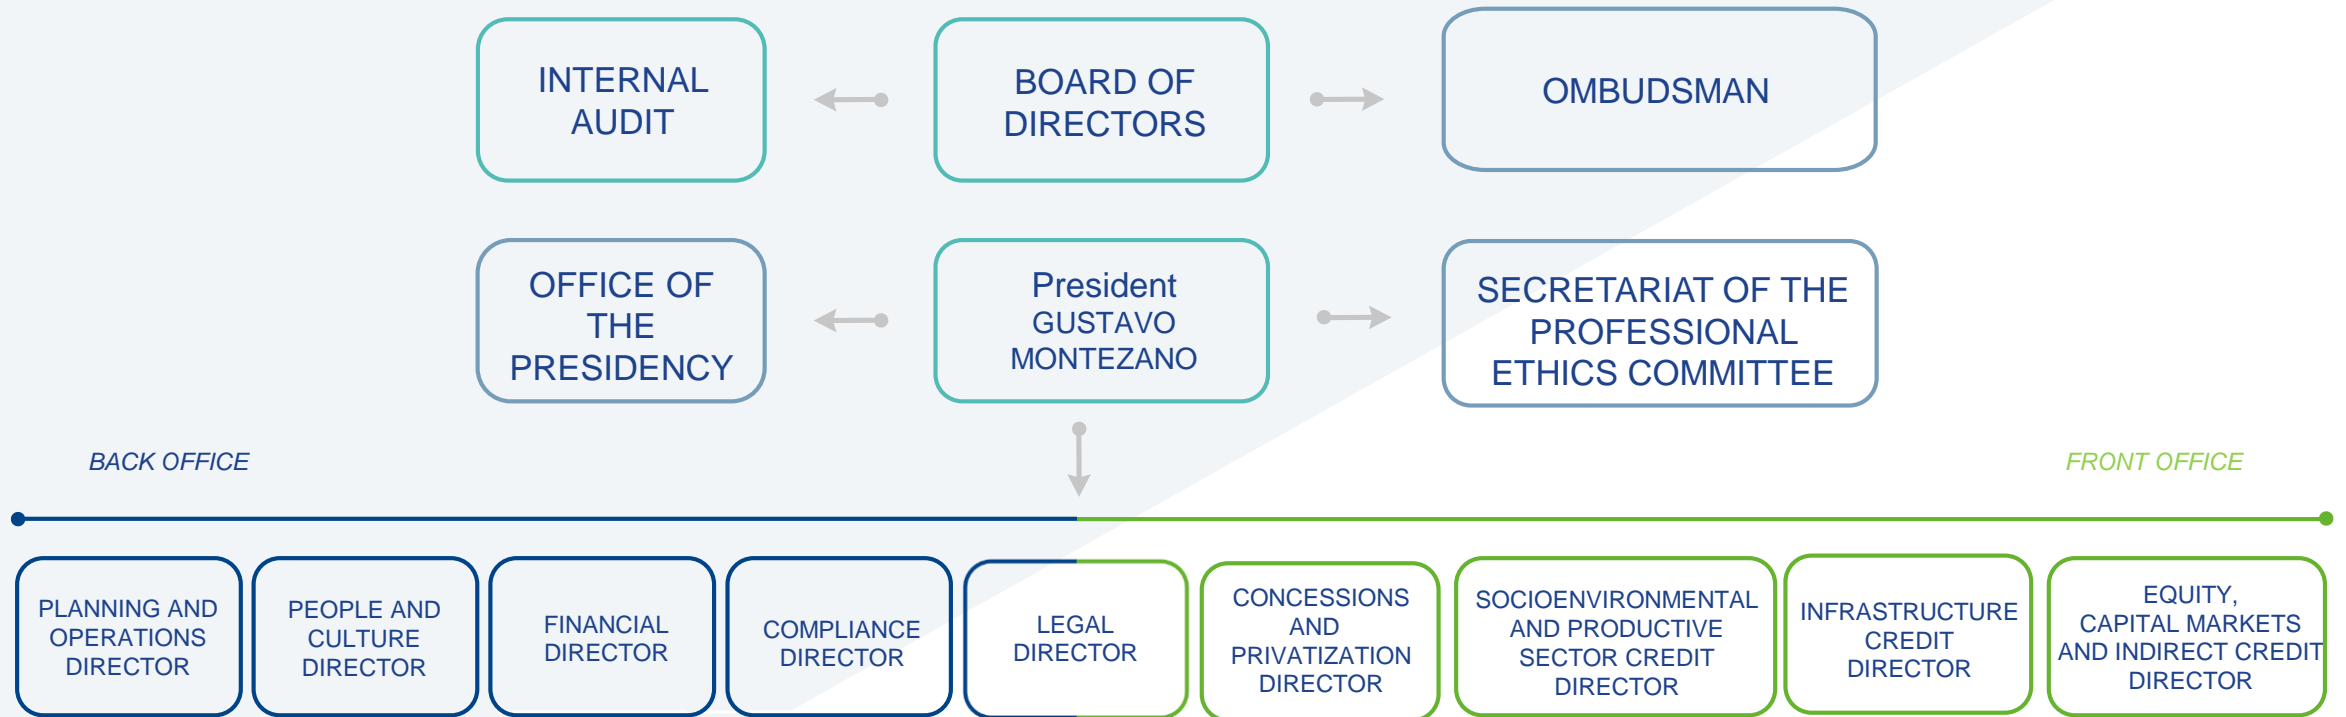 INTERNAL
AUDIT
BOARD OF
DIRECTORS
OMBUDSMAN
OFFICE OF
THE
PRESIDENCY
President
GUSTAVO
MONTEZANO
SECRETARIAT OF THE
PROFESSIONAL
ETHICS COMMITTEE
BACK OFFICE
FRONT OFFICE
PLANNING AND
OPERATIONS
DIRECTOR
PEOPLE AND
CULTURE
DIRECTOR
FINANCIAL
DIRECTOR
COMPLIANCE
DIRECTOR
LEGAL
DIRECTOR
CONCESSIONS
AND
PRIVATIZATION
DIRECTOR
SOCIOENVIRONMENTAL
AND PRODUCTIVE
SECTOR CREDIT
DIRECTOR
INFRASTRUCTURE
CREDIT
DIRECTOR
EQUITY,
CAPITAL MARKETS
AND INDIRECT CREDIT
DIRECTOR